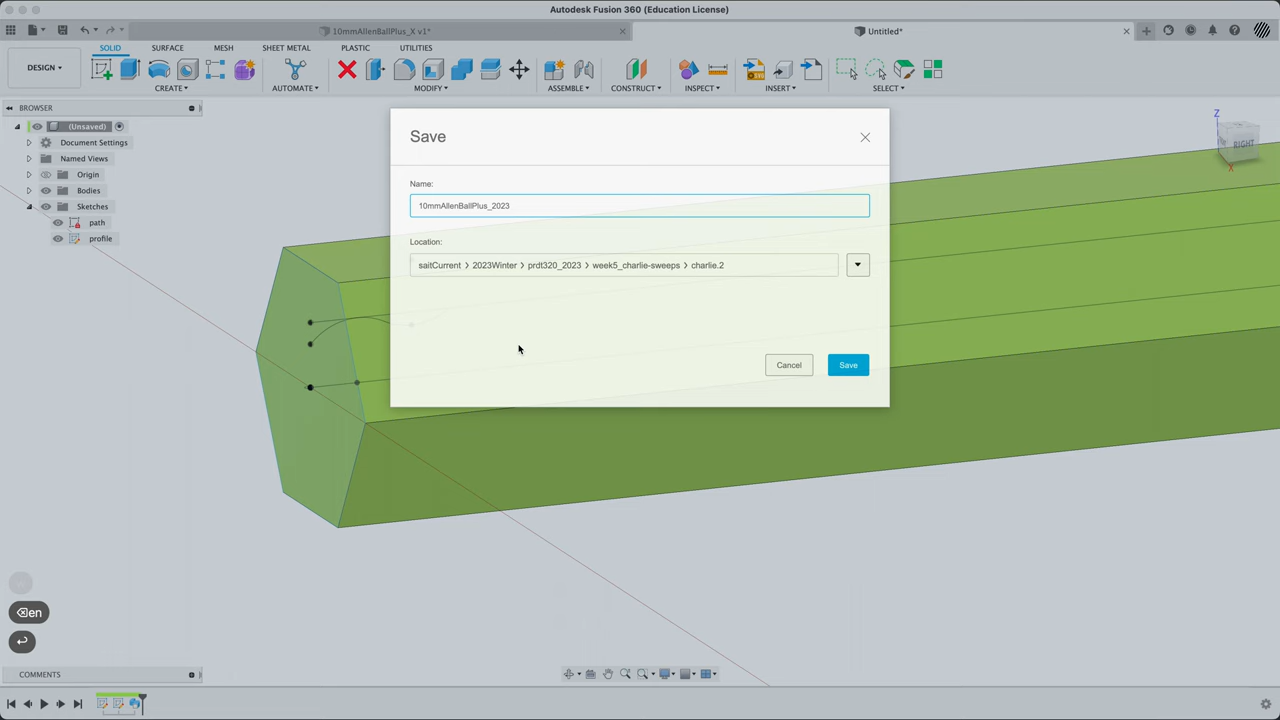 Autodesk Fusion 360 (Education License)
10mmAllenBallPlus_X v1*
Untitled*
SOLID SURFACE MESH SHEET METAL PLASTIC UTILITIES
DESIGN
CREATE AUTOMATE MODIFY ASSEMBLE CONSTRUCT INSPECT INSERT SELECT
BROWSER
(Unsaved)
Document Settings
Named Views
Origin
Bodies
Sketches
path
profile
Save
Name:
10mmAllenBallPlus_2023
Location:
saitCurrent > 2023Winter > prdt320_2023 > week5_charlie-sweeps > charlie.2
Cancel Save
Z
RIGHT
X
⌫en
COMMENTS